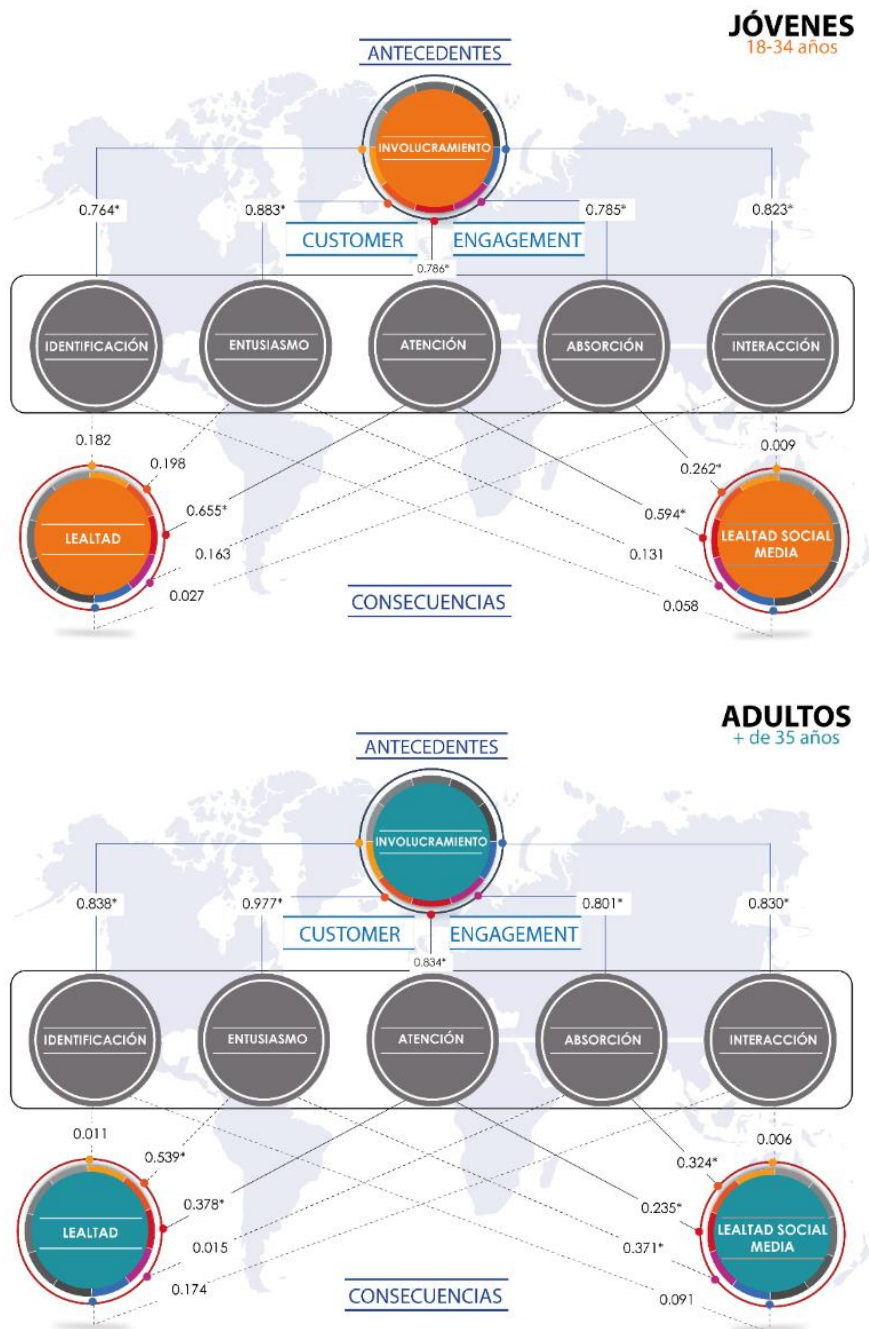 JÓVENES
18-34 años
ANTECEDENTES
INVOLUCRAMIENTO
0.764*
0.883*
0.785*
0.823*
CUSTOMER ENGAGEMENT
0.786*
IDENTIFICACIÓN
ENTUSIASMO
ATENCIÓN
ABSORCIÓN
INTERACCIÓN
0.182
0.009
0.198
0.262*
0.655*
0.594*
LEALTAD
LEALTAD SOCIAL
MEDIA
0.163
0.131
0.027
CONSECUENCIAS
0.058
ADULTOS
+ de 35 años
ANTECEDENTES
INVOLUCRAMIENTO
0.838*
0.977*
0.801*
0.830*
CUSTOMER ENGAGEMENT
0.834*
IDENTIFICACIÓN
ENTUSIASMO
ATENCIÓN
ABSORCIÓN
INTERACCIÓN
0.011
0.006
0.539*
0.324*
0.378*
0.235*
LEALTAD
LEALTAD SOCIAL
MEDIA
0.015
0.371*
0.174
CONSECUENCIAS
0.091